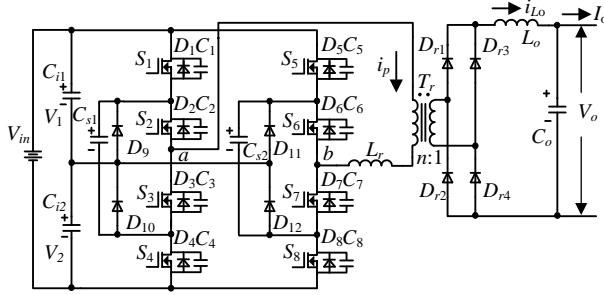 i_Lo I_o
D_1C_1 D_5C_5 L_o
S_1 S_5 D_r1 D_r3
C_i1 i_p T_r
D_2C_2 D_6C_6
V_1 C_s1 S_2 S_6 C_o V_o
V_in D_9 a C_s2 D_11 b L_r n:1
C_i2 D_3C_3 D_7C_7
S_3 S_7 D_r2 D_r4
D_10 D_12
V_2 D_4C_4 D_8C_8
S_4 S_8